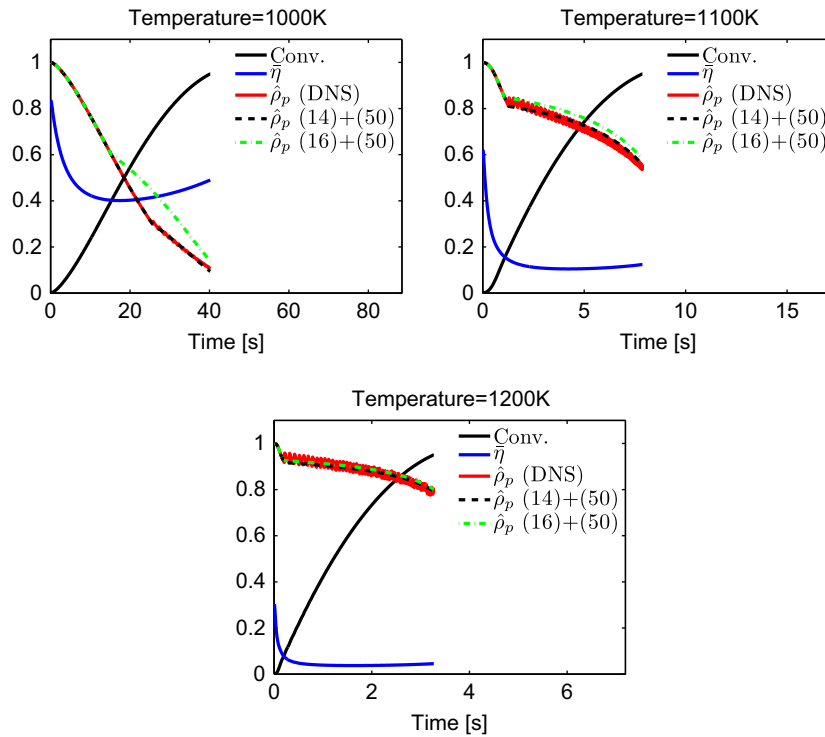 Temperature=1000K
1
0.8
0.6
0.4
0.2
0
0 20 40 60 80
Time [s]
Conv.
η̄
ρ̂p (DNS)
ρ̂p (14)+(50)
ρ̂p (16)+(50)
Temperature=1100K
1
0.8
0.6
0.4
0.2
0
0 5 10 15
Time [s]
Conv.
η̄
ρ̂p (DNS)
ρ̂p (14)+(50)
ρ̂p (16)+(50)
Temperature=1200K
1
0.8
0.6
0.4
0.2
0
0 2 4 6
Time [s]
Conv.
η̄
ρ̂p (DNS)
ρ̂p (14)+(50)
ρ̂p (16)+(50)